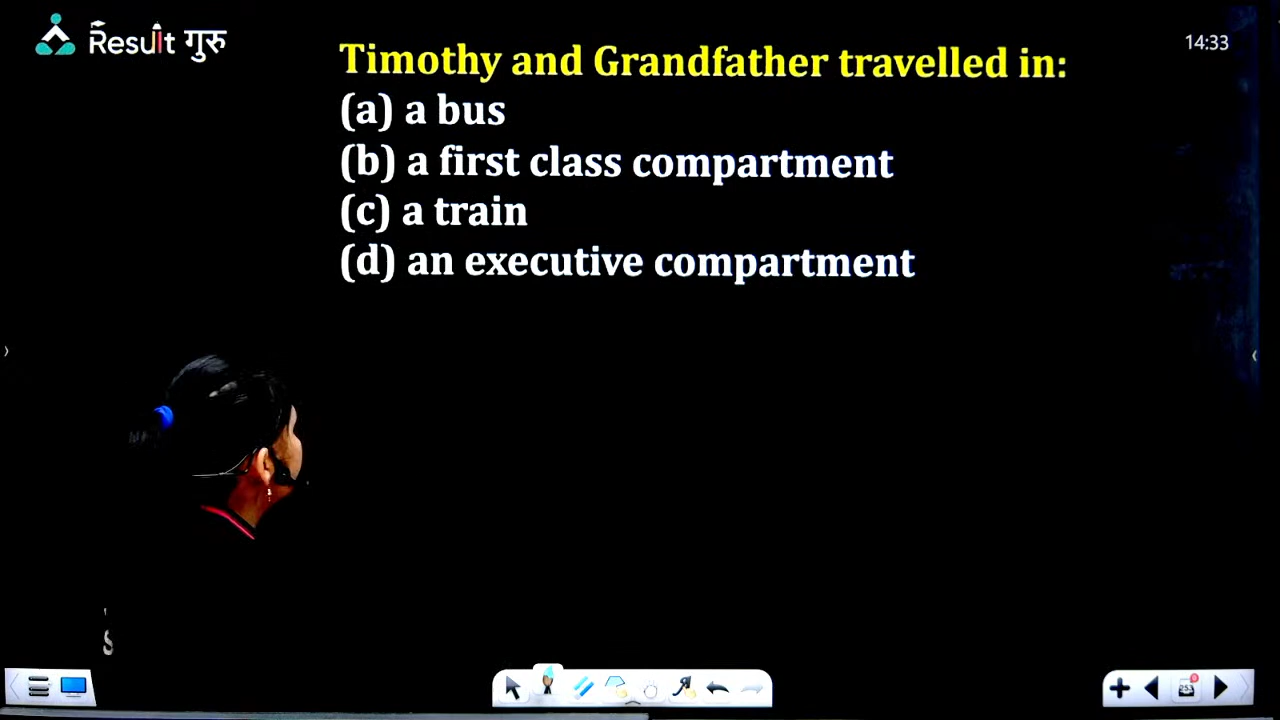 Result गुरु
14:33
Timothy and Grandfather travelled in:
(a) a bus
(b) a first class compartment
(c) a train
(d) an executive compartment
S